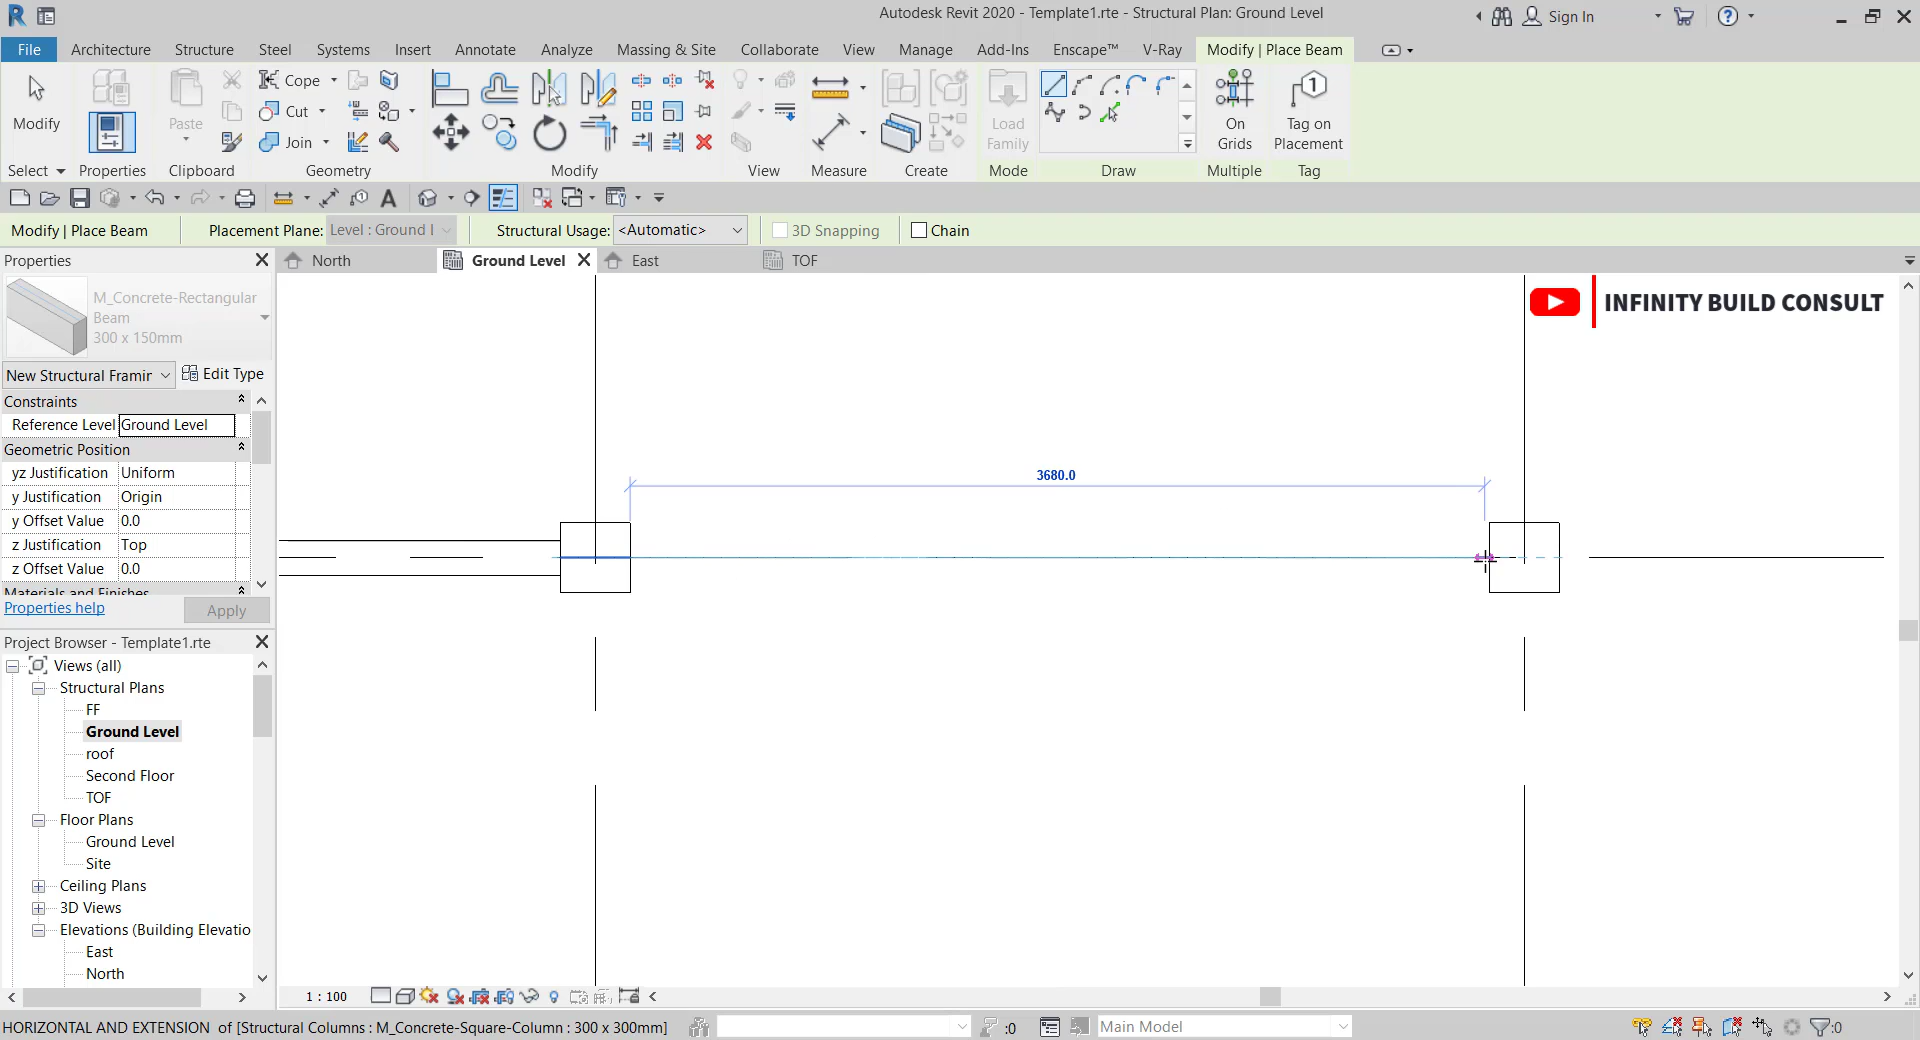 Autodesk Revit 2020 - Template1.rte - Structural Plan: Ground Level
Sign In
File Architecture Structure Steel Systems Insert Annotate Analyze Massing & Site Collaborate View Manage Add-Ins Enscape™ V-Ray Modify | Place Beam
Modify
Paste
Cope
Cut
Join
Load
Family
On
Grids
Tag on
Placement
Select Properties Clipboard Geometry Modify View Measure Create Mode Draw Multiple Tag
Modify | Place Beam Placement Plane: Level : Ground l Structural Usage: <Automatic> 3D Snapping Chain
Properties
North Ground Level East TOF
M_Concrete-Rectangular
Beam
300 x 150mm
New Structural Framir Edit Type
Constraints
Reference Level Ground Level
Geometric Position
yz Justification Uniform
y Justification Origin
y Offset Value 0.0
z Justification Top
z Offset Value 0.0
Materials and Finishes
Properties help Apply
INFINITY BUILD CONSULT
3680.0
Project Browser - Template1.rte
Views (all)
Structural Plans
FF
Ground Level
roof
Second Floor
TOF
Floor Plans
Ground Level
Site
Ceiling Plans
3D Views
Elevations (Building Elevatio
East
North
1 : 100
HORIZONTAL AND EXTENSION of [Structural Columns : M_Concrete-Square-Column : 300 x 300mm] :0 Main Model :0